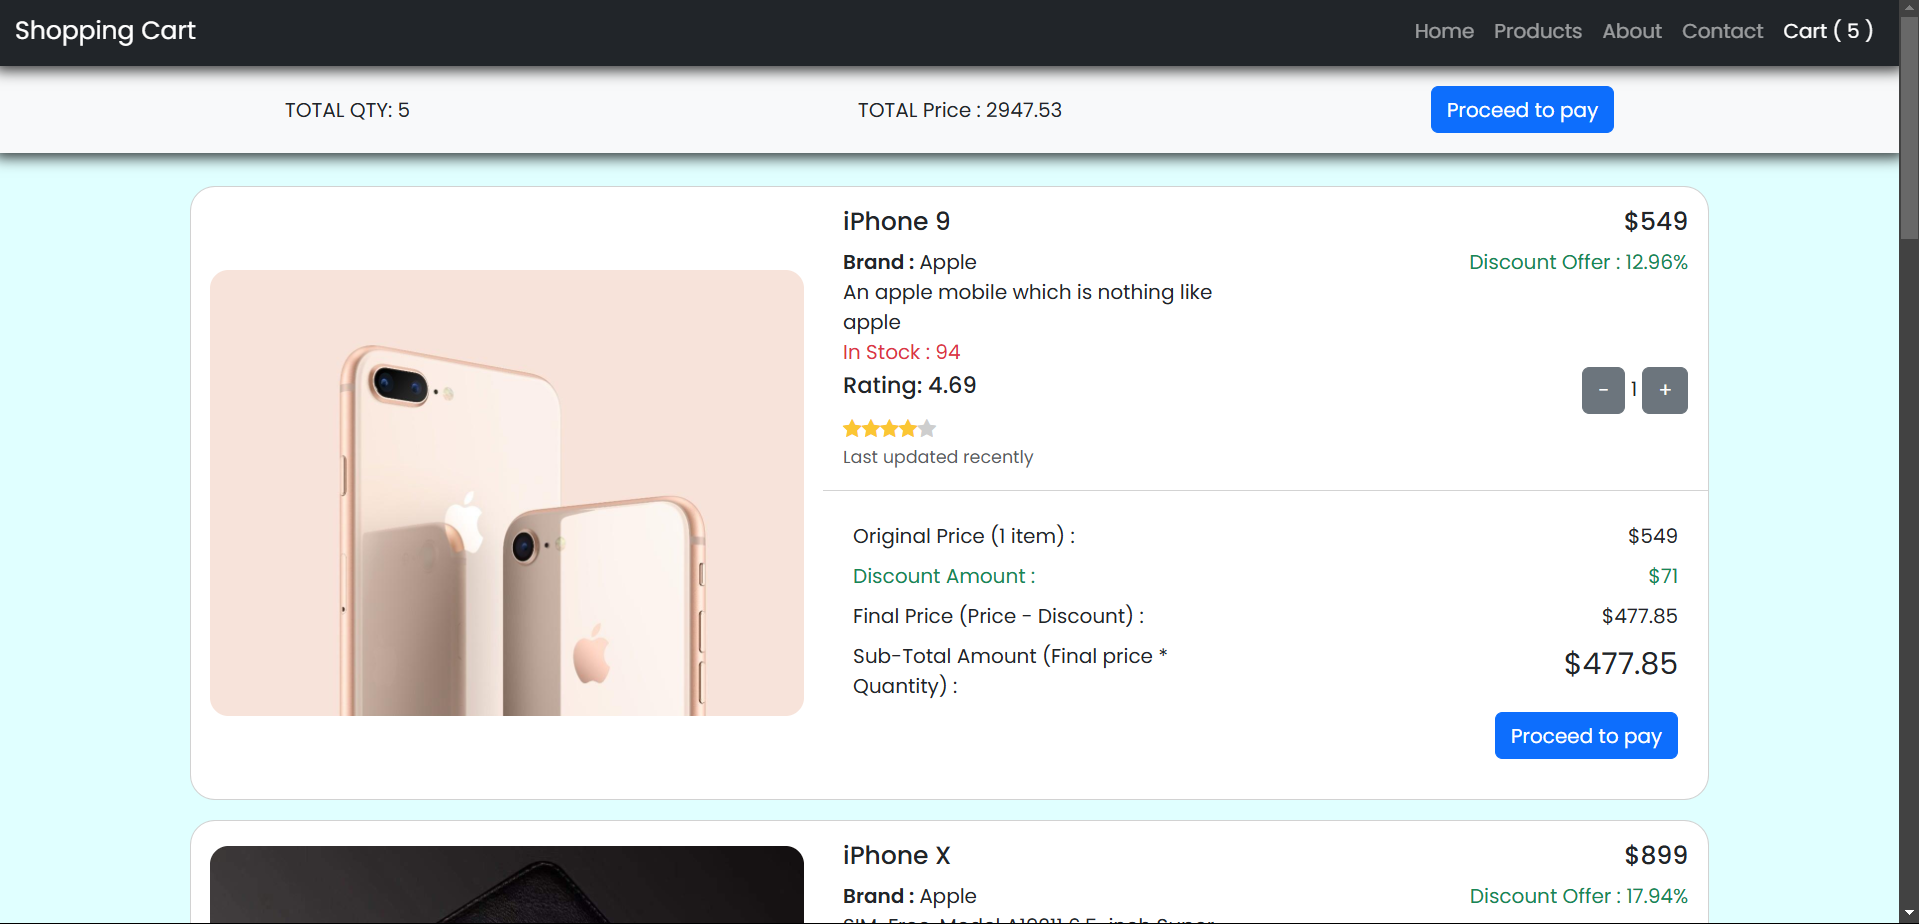 Shopping Cart
Home Products About Contact Cart ( 5 )
TOTAL QTY: 5
TOTAL Price : 2947.53
Proceed to pay
iPhone 9
$549
Brand : Apple
Discount Offer : 12.96%
An apple mobile which is nothing like
apple
In Stock : 94
Rating: 4.69
- 1 +
Last updated recently
Original Price (1 item) :
$549
Discount Amount :
$71
Final Price (Price - Discount) :
$477.85
Sub-Total Amount (Final price *
Quantity) :
$477.85
Proceed to pay
iPhone X
$899
Brand : Apple
Discount Offer : 17.94%